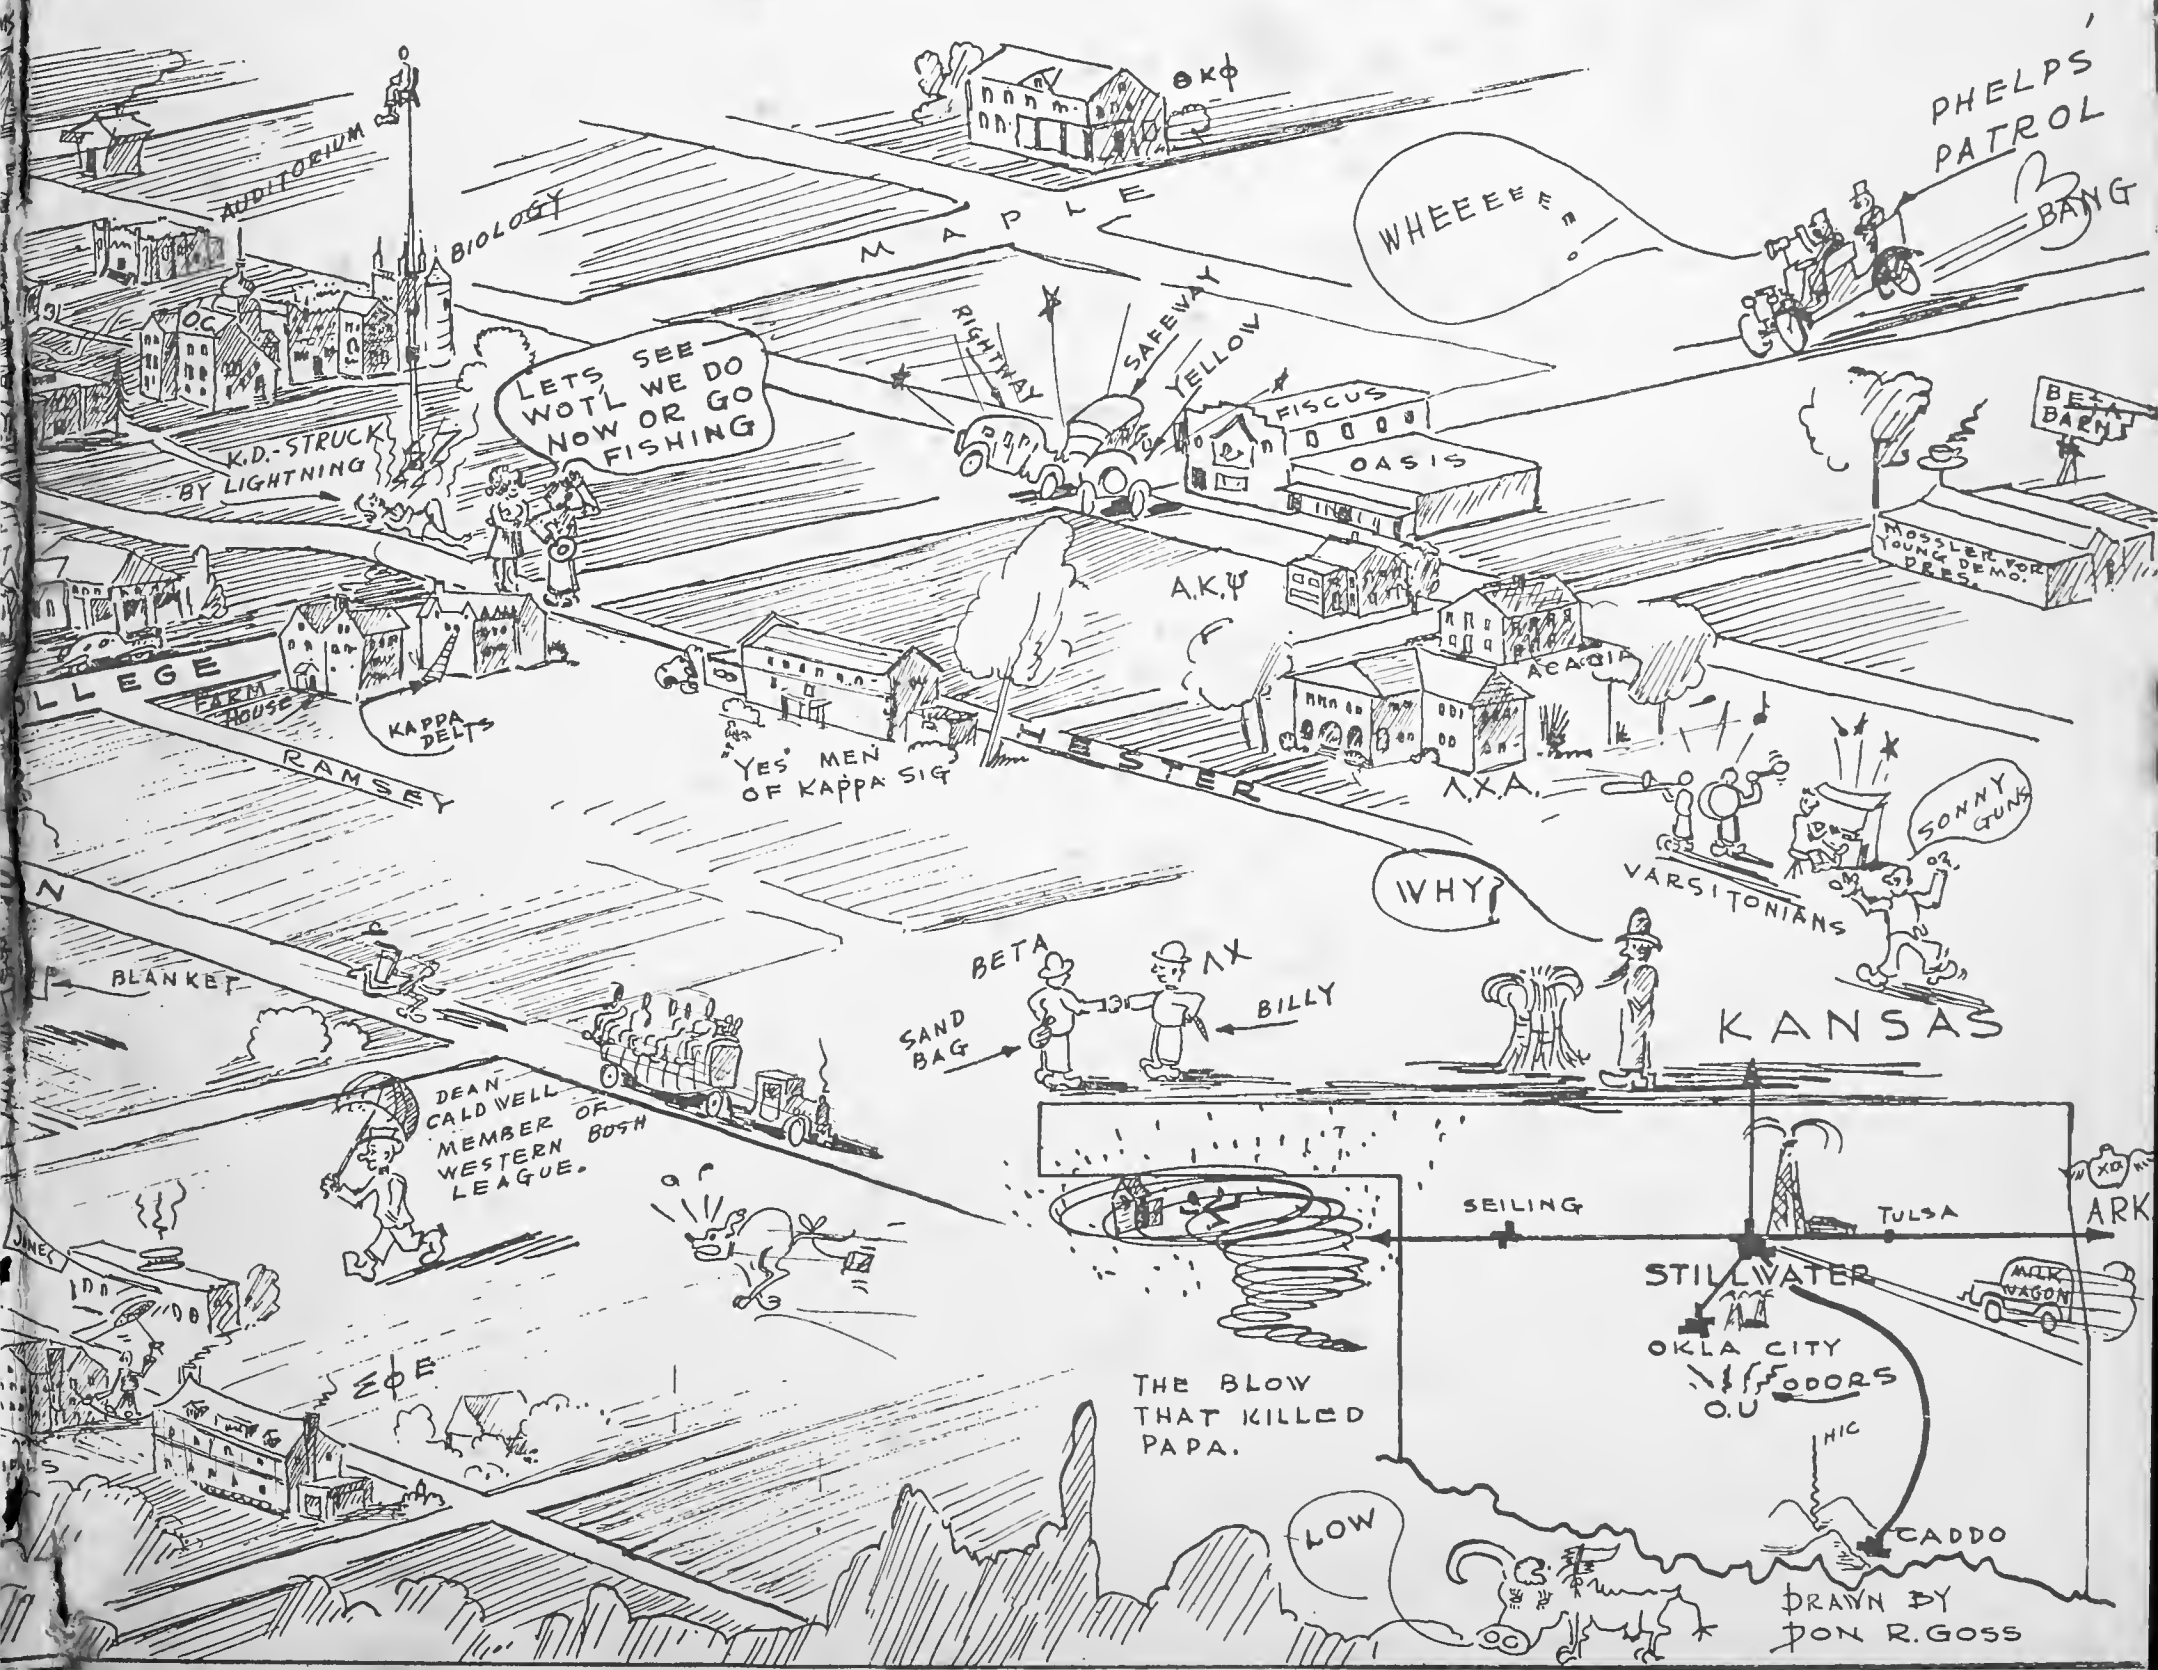 ΘΚΦ
PHELPS'
PATROL
BANG
WHEEEEEE!
AUDITORIUM
BIOLOGY
MAPLE
O.C.
RIGHTWAY
SAFEWAY
YELLOW
LETS SEE
WOT'L WE DO
NOW OR GO
FISHING
FISCUS
OASIS
BETA
BARN
K.D.-STRUCK
BY LIGHTNING
MOSSLER FOR
YOUNG DEMO.
PRES.
A.K.Ψ
ACACIA
LLEGE
FARM
HOUSE
KAPPA
DELTS
RAMSEY
"YES" MEN
OF KAPPA SIG
HESTER
Λ.Χ.Α.
SONNY
GUNS
VARSITONIANS
WHY?
N
BLANKET
BETA
ΛΧ
SAND
BAG
BILLY
KANSAS
DEAN
CALDWELL
MEMBER OF
WESTERN BUSH
LEAGUE.
SEILING
TULSA
ARK
STILLWATER
MILK
WAGON
JONES
OKLA CITY
ODORS
O.U
ΣΦΕ
THE BLOW
THAT KILLED
PAPA.
HIC
CADDO
LOW
DRAWN BY
DON R. GOSS